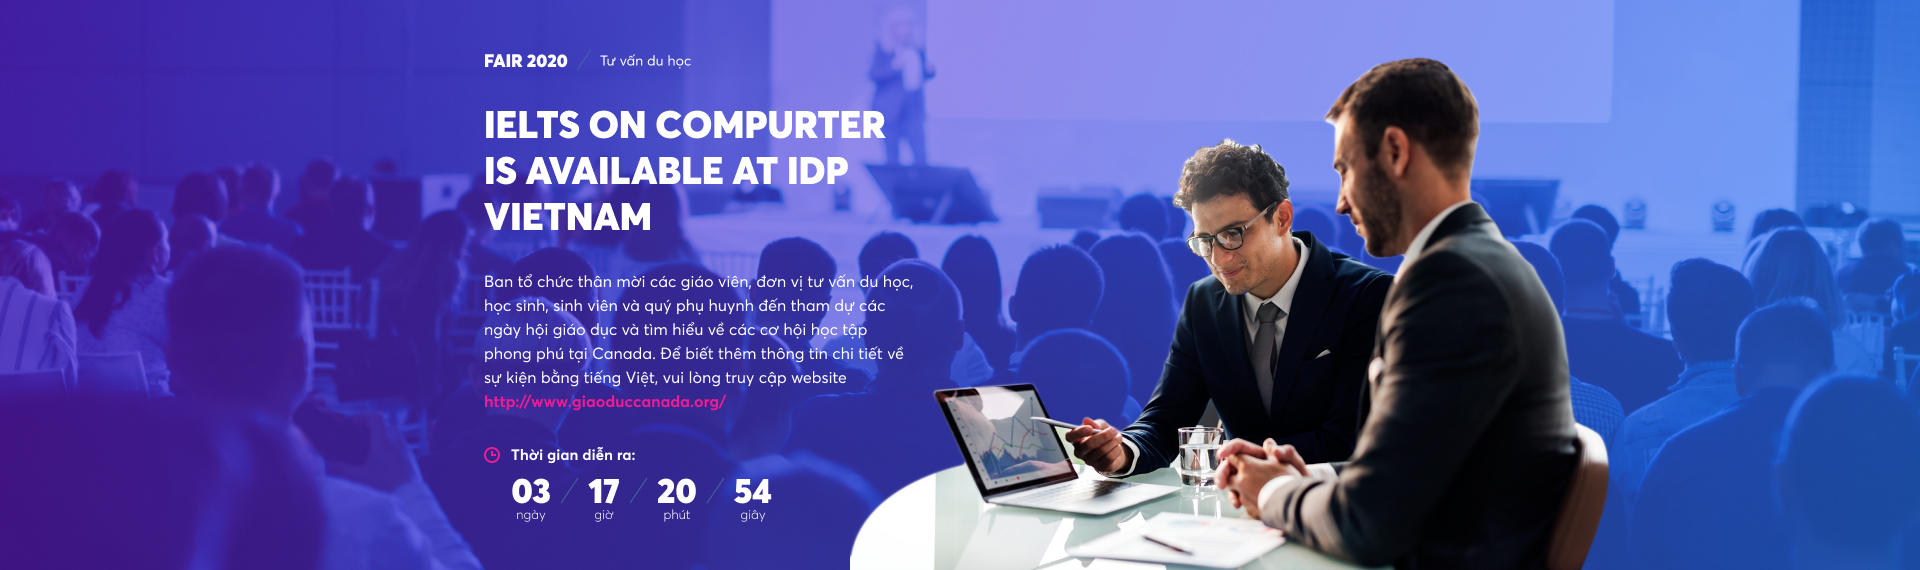 FAIR 2020 / Tư vấn du học
IELTS ON COMPURTER
IS AVAILABLE AT IDP
VIETNAM
Ban tổ chức thân mời các giáo viên, đơn vị tư vấn du học,
học sinh, sinh viên và quý phụ huynh đến tham dự các
ngày hội giáo dục và tìm hiểu về các cơ hội học tập
phong phú tại Canada. Để biết thêm thông tin chi tiết về
sự kiện bằng tiếng Việt, vui lòng truy cập website
http://www.giaoduccanada.org/
Thời gian diễn ra:
03 / 17 / 20 / 54
ngày giờ phút giây